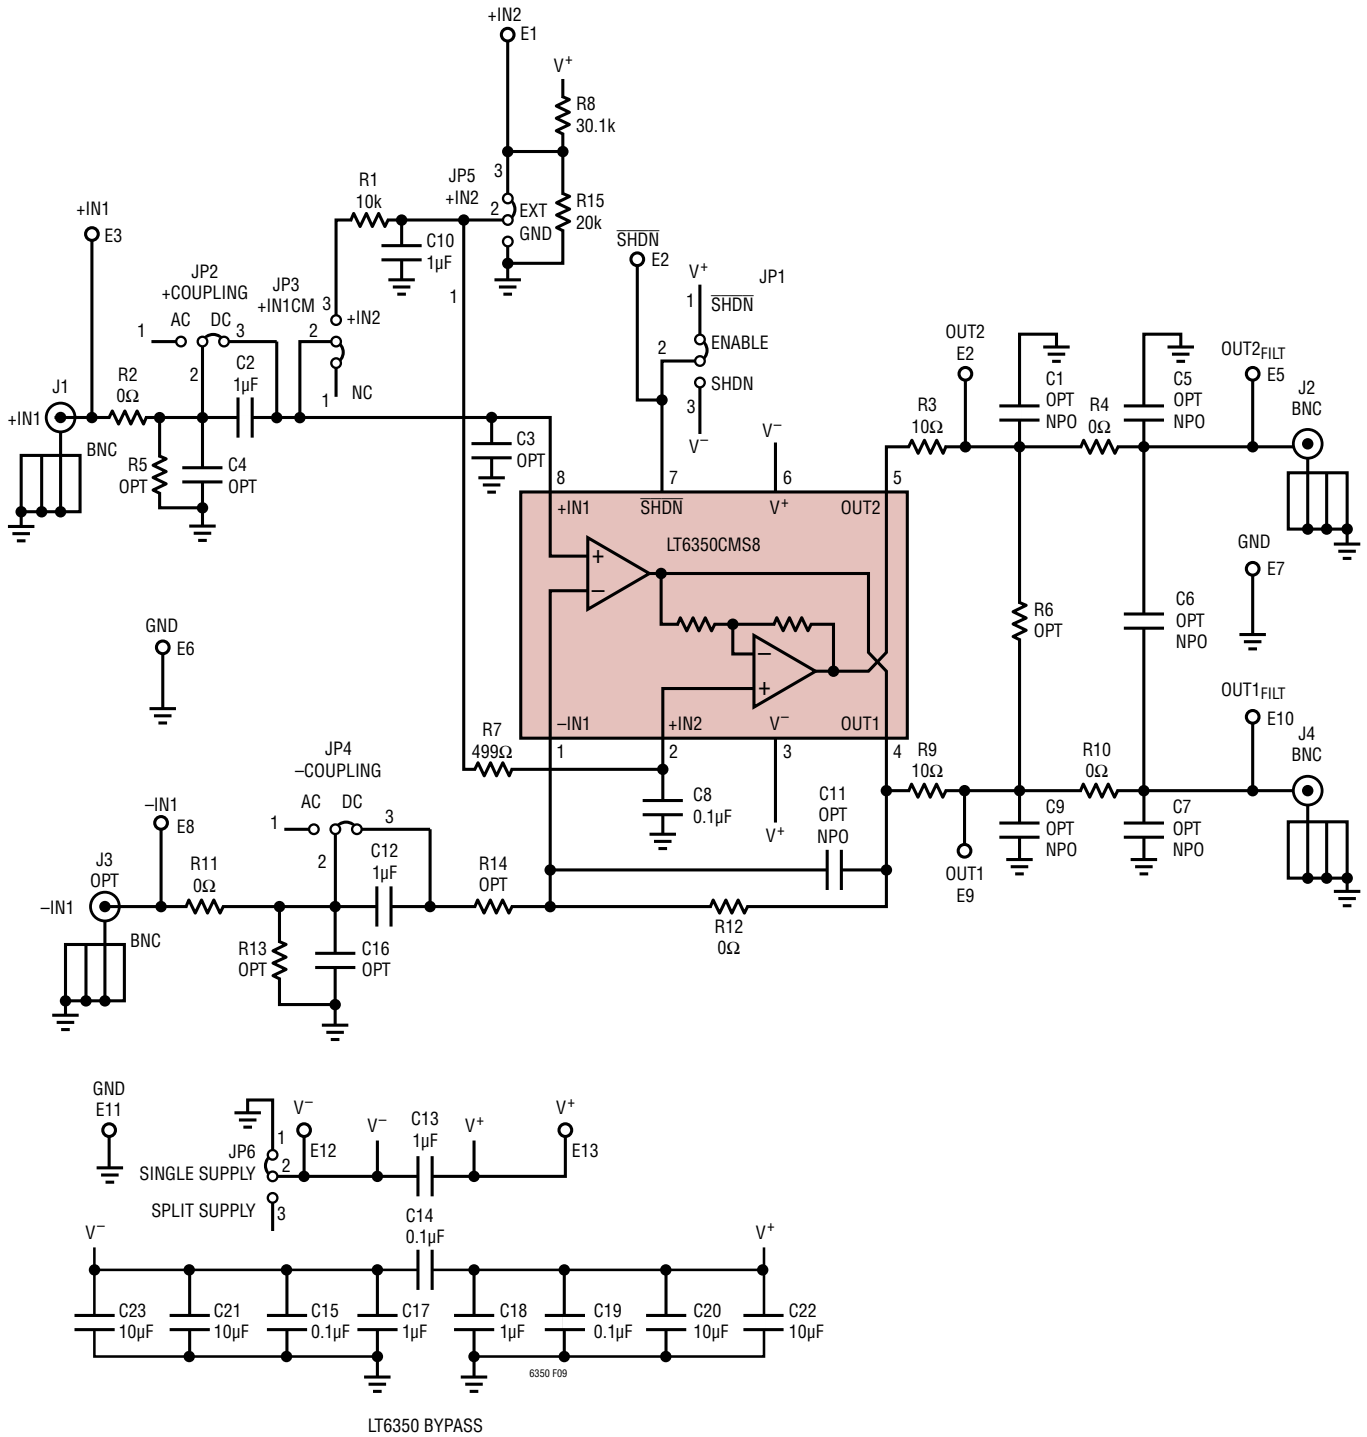 +IN2
E1
V+
R8
30.1k
3
JP5
+IN2
2
EXT
GND
R15
20k
R1
10k
C10
1µF
+IN1
E3
JP2
+COUPLING
1
AC
DC
3
2
JP3
+IN1CM
3
+IN2
2
1
NC
1
C2
1µF
J1
+IN1
BNC
R2
0Ω
R5
OPT
C4
OPT
C3
OPT
SHDN
E2
JP1
V+
1
SHDN
2
ENABLE
SHDN
3
V–
V–
8
7
6
5
+IN1
SHDN
V+
OUT2
LT6350CMS8
+
–
–
+
–IN1
+IN2
V–
OUT1
1
2
3
4
V+
OUT2
E2
R3
10Ω
C1
OPT
NPO
R4
0Ω
C5
OPT
NPO
OUT2FILT
E5
J2
BNC
GND
E7
R6
OPT
C6
OPT
NPO
OUT1FILT
E10
J4
BNC
R9
10Ω
R10
0Ω
C9
OPT
NPO
C7
OPT
NPO
OUT1
E9
GND
E6
R7
499Ω
C8
0.1µF
C11
OPT
NPO
JP4
–COUPLING
1
AC
DC
3
2
–IN1
E8
J3
OPT
–IN1
BNC
R11
0Ω
C12
1µF
R14
OPT
R12
0Ω
R13
OPT
C16
OPT
GND
E11
JP6
SINGLE SUPPLY
SPLIT SUPPLY
1
2
3
V–
E12
V–
C13
1µF
V+
V+
E13
V–
C14
0.1µF
V+
C23
10µF
C21
10µF
C15
0.1µF
C17
1µF
C18
1µF
C19
0.1µF
C20
10µF
C22
10µF
6350 F09
LT6350 BYPASS